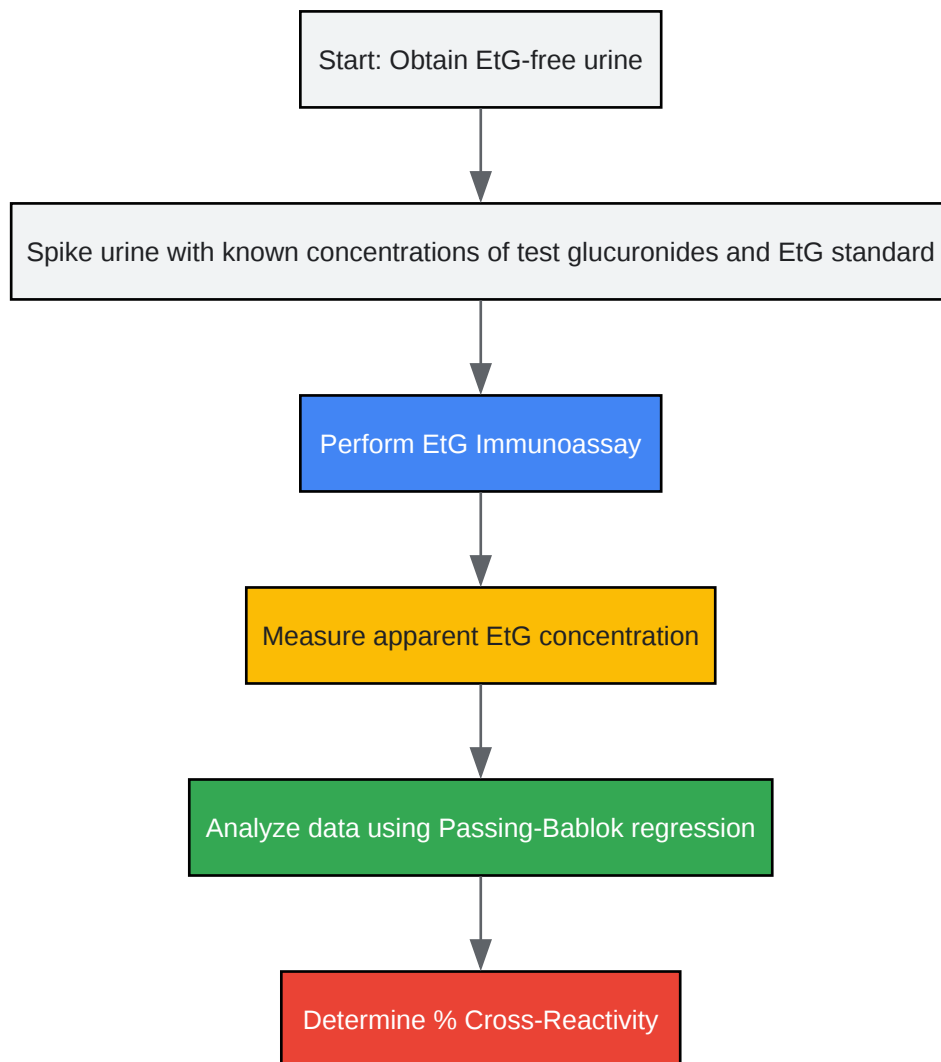 Start: Obtain EtG-free urine
Spike urine with known concentrations of test glucuronides and EtG standard
Perform EtG Immunoassay
Measure apparent EtG concentration
Analyze data using Passing-Bablok regression
Determine % Cross-Reactivity